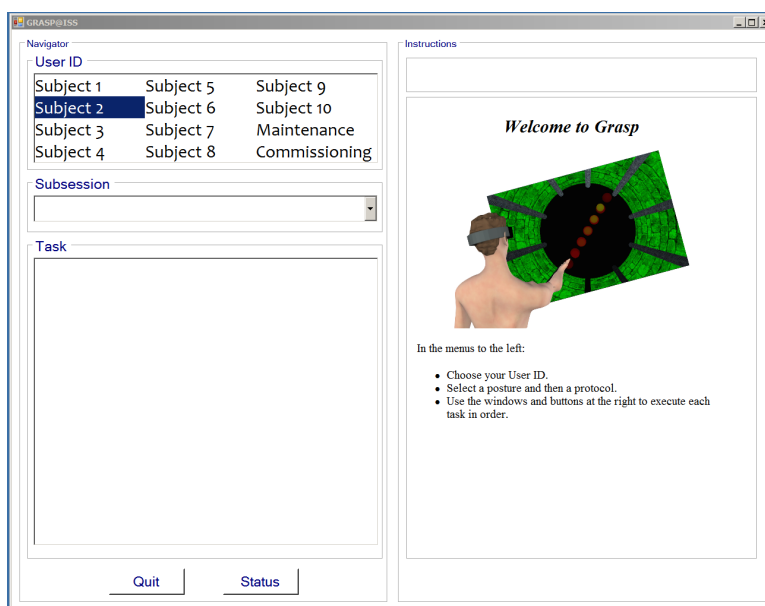 GRASP@ISS
Navigator
User ID
Subject 1 Subject 5 Subject 9
Subject 2 Subject 6 Subject 10
Subject 3 Subject 7 Maintenance
Subject 4 Subject 8 Commissioning
Subsession
Task
Quit Status
Instructions
Welcome to Grasp
In the menus to the left:
• Choose your User ID.
• Select a posture and then a protocol.
• Use the windows and buttons at the right to execute each
task in order.